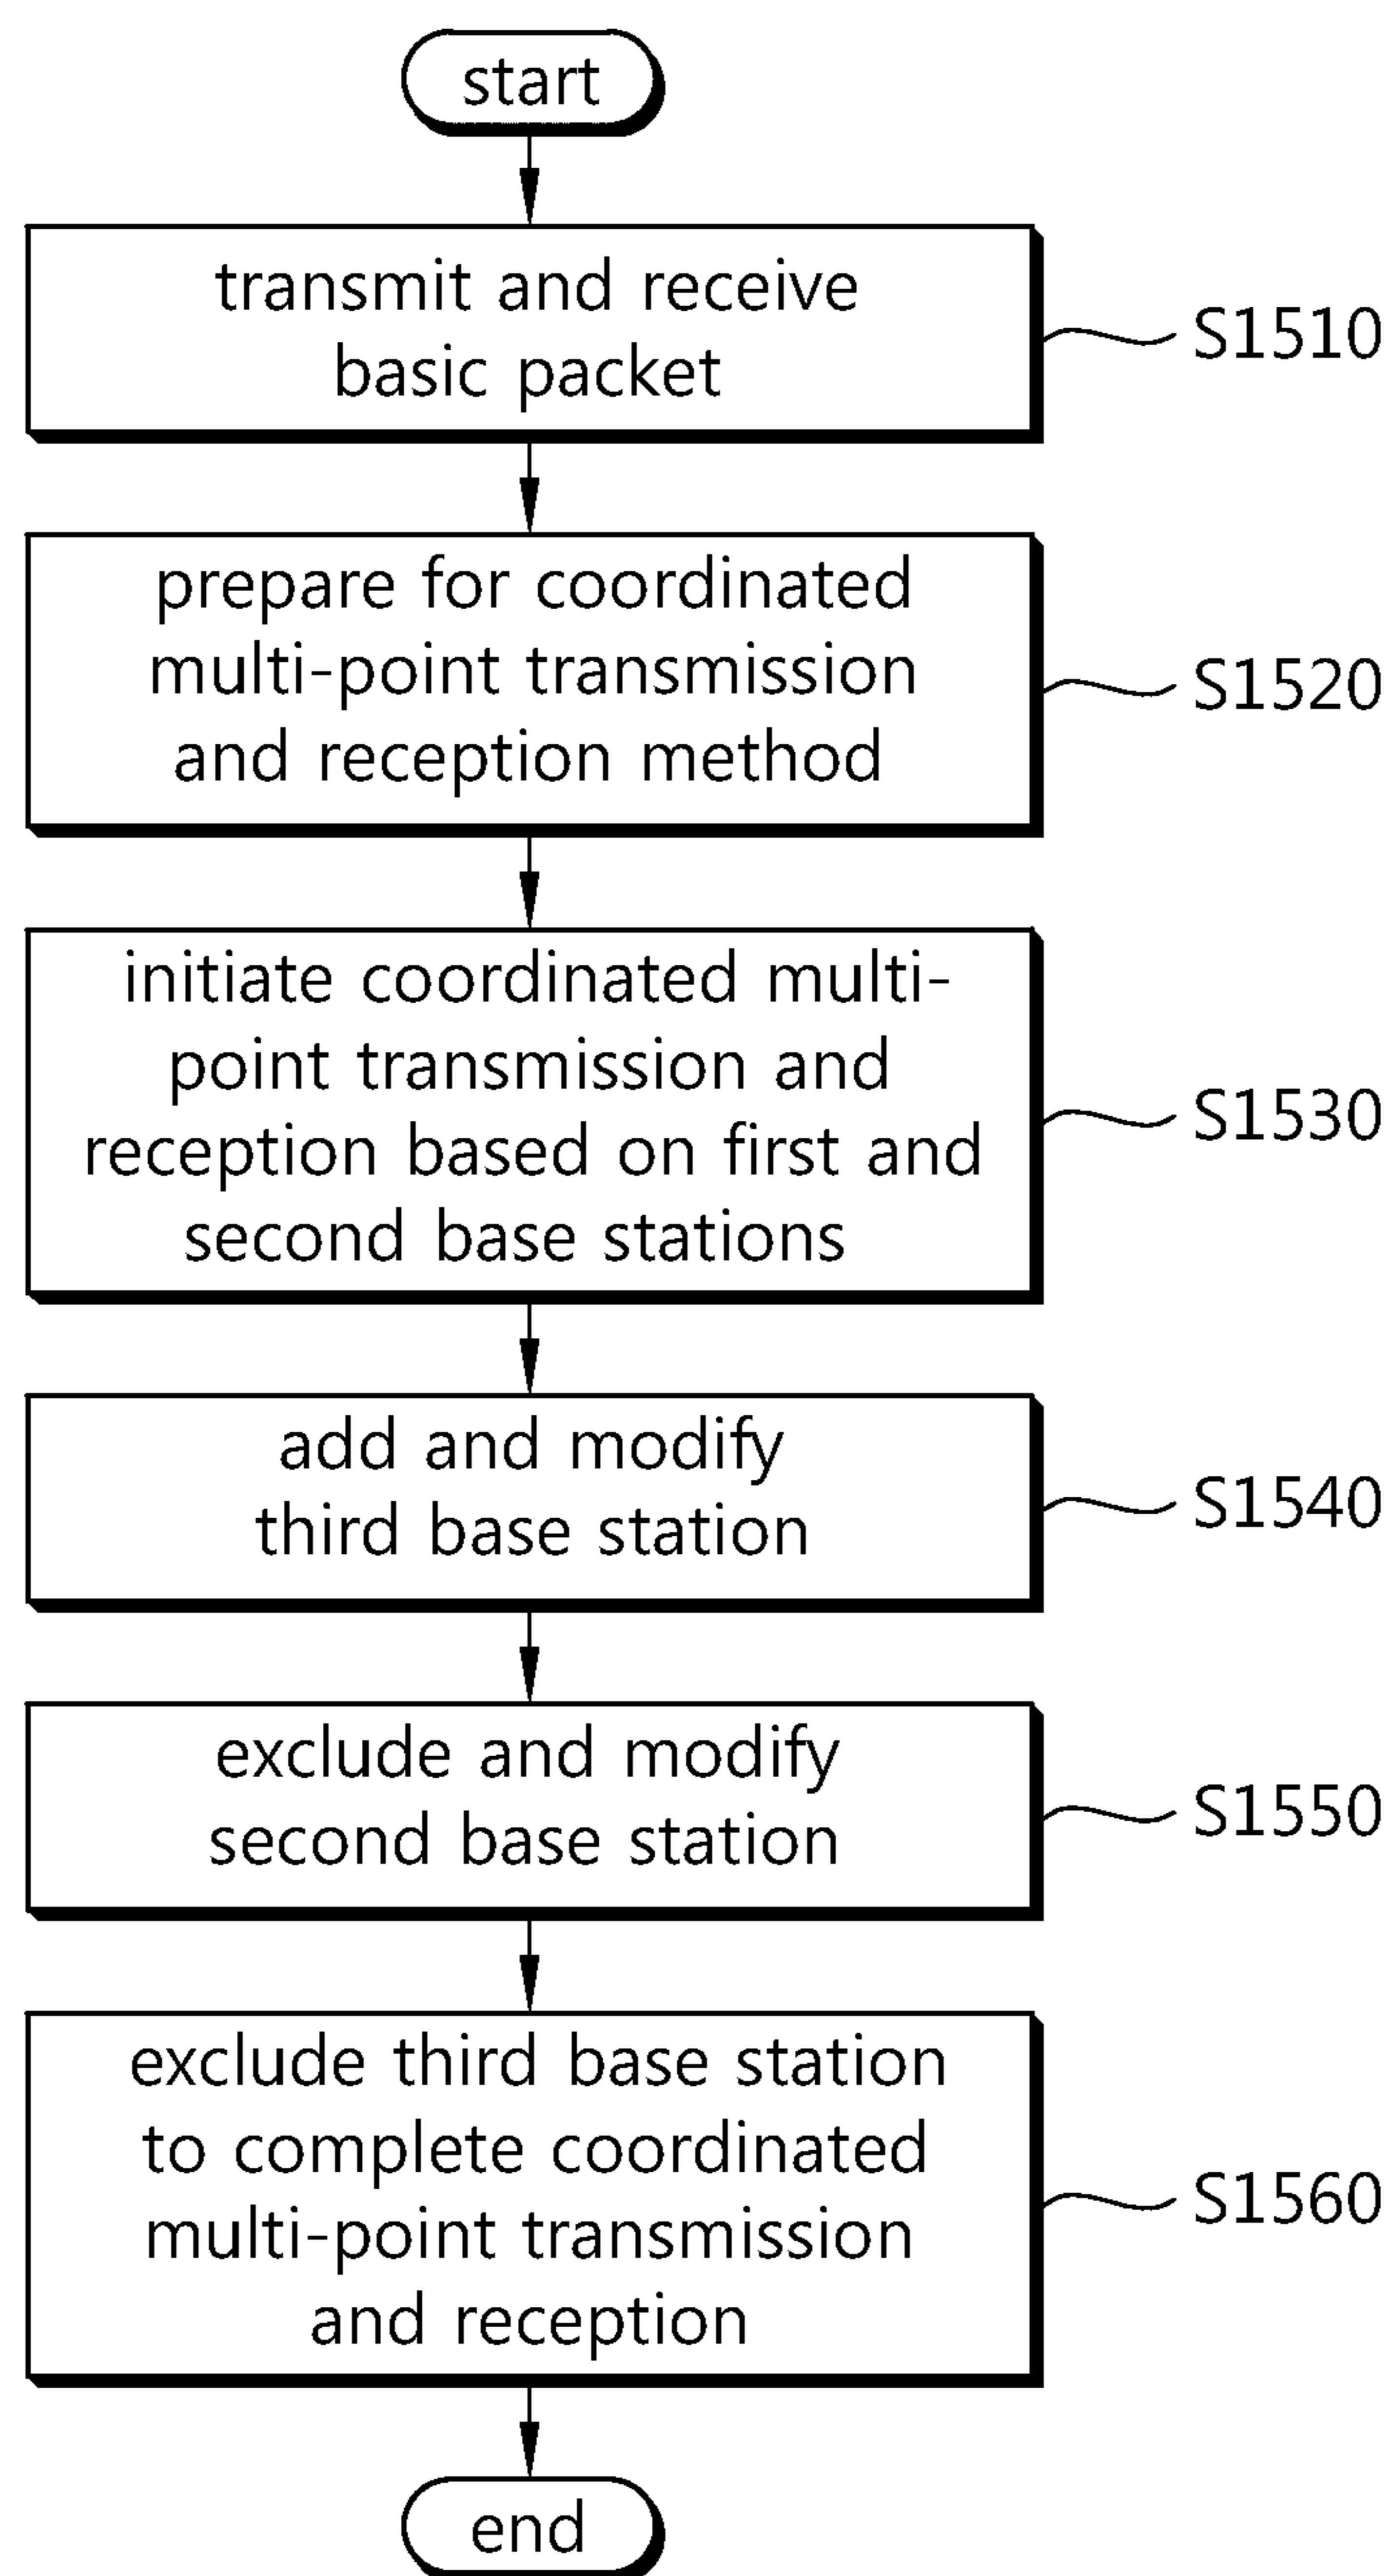 start
transmit and receive
basic packet
S1510
prepare for coordinated
multi-point transmission
and reception method
S1520
initiate coordinated multi-
point transmission and
reception based on first and
second base stations
S1530
add and modify
third base station
S1540
exclude and modify
second base station
S1550
exclude third base station
to complete coordinated
multi-point transmission
and reception
S1560
end